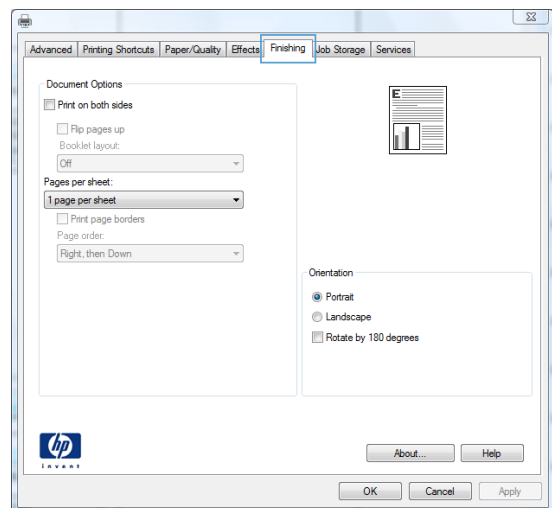 Advanced Printing Shortcuts Paper/Quality Effects Finishing Job Storage Services
Document Options
Print on both sides
Flip pages up
Booklet layout:
Off
Pages per sheet:
1 page per sheet
Print page borders
Page order:
Right, then Down
E
Orientation
Portrait
Landscape
Rotate by 180 degrees
hp
invent
About... Help
OK Cancel Apply